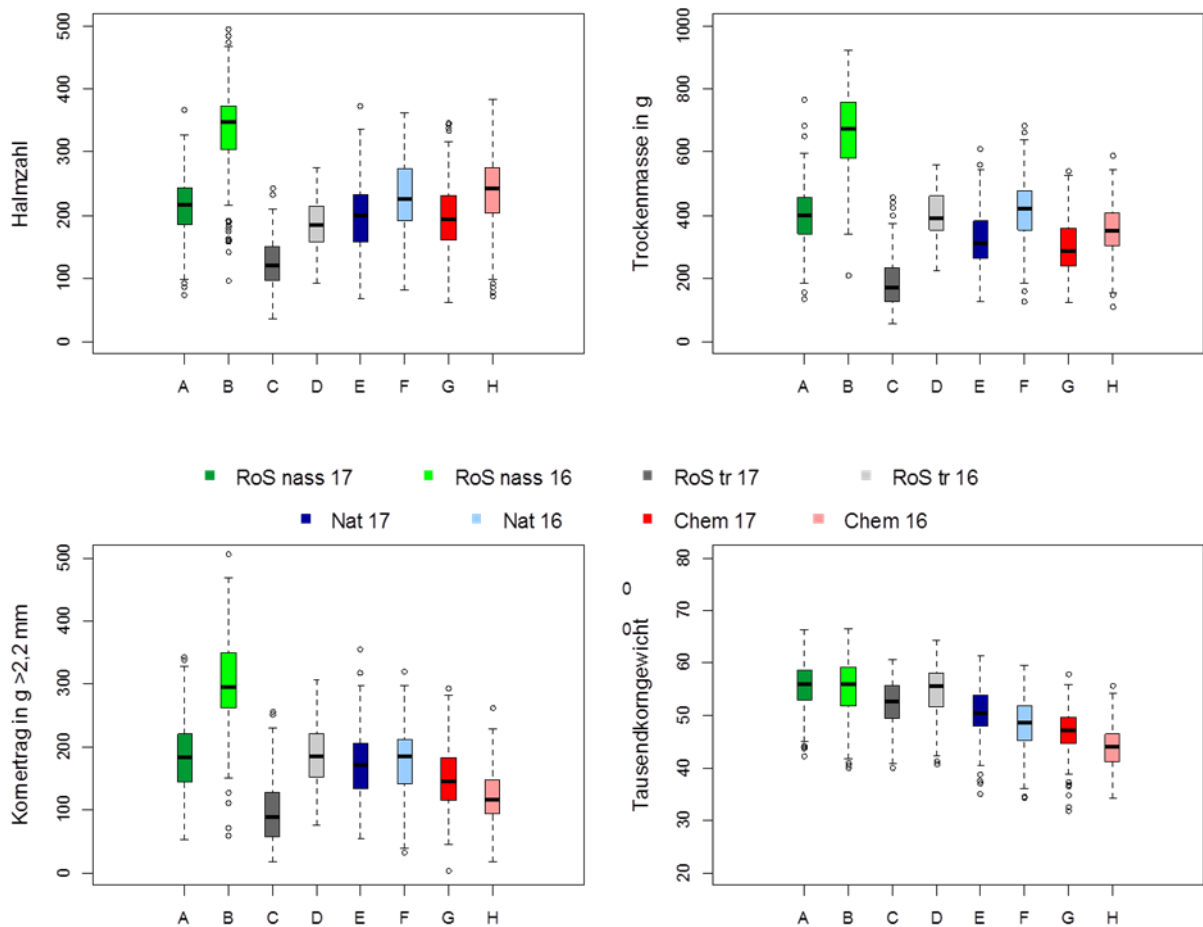 500
400
300
200
100
0
Halmzahl
A B C D E F G H
1000
800
600
400
200
0
Trockenmasse in g
A B C D E F G H
RoS nass 17 RoS nass 16 RoS tr 17 RoS tr 16
Nat 17 Nat 16 Chem 17 Chem 16
500
400
300
200
100
0
Kornertrag in g >2,2 mm
A B C D E F G H
80
70
60
50
40
30
20
Tausendkorngewicht
A B C D E F G H